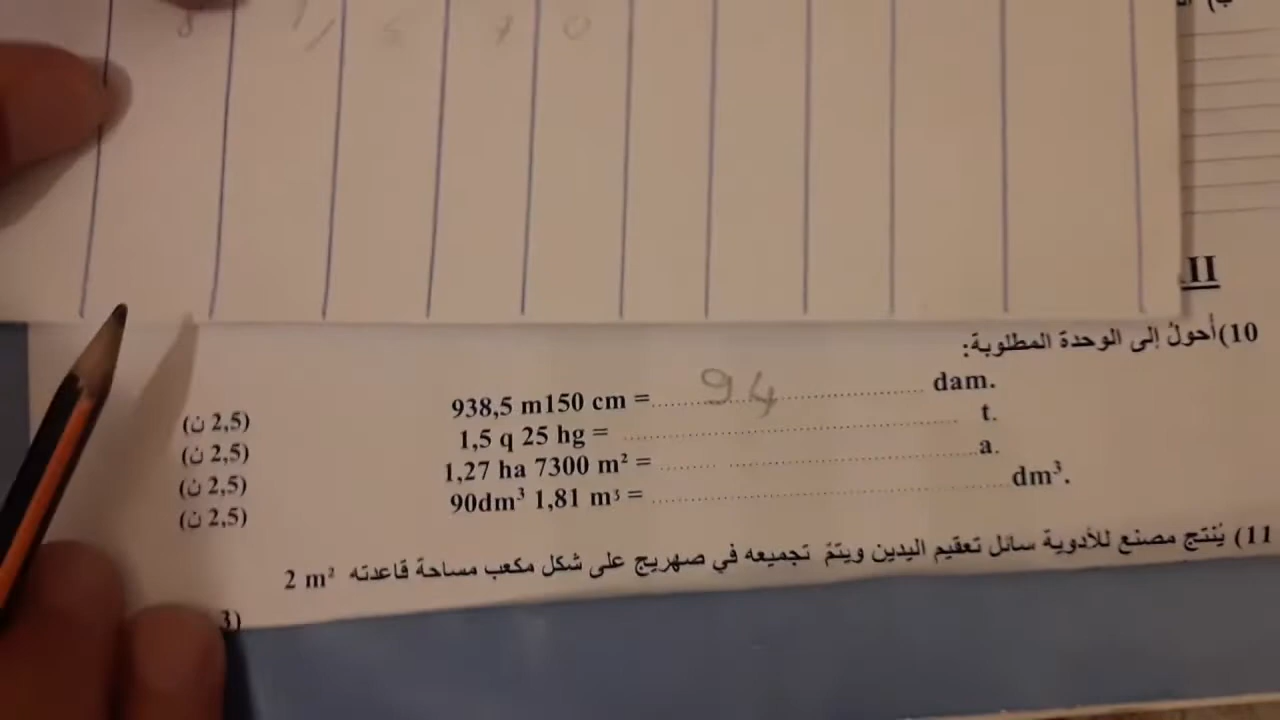 II
10)أحول إلى الوحدة المطلوبة:
938,5 m150 cm =..........94.......... dam. (2,5 ن)
1,5 q 25 hg = .................... t. (2,5 ن)
1,27 ha 7300 m² = .................... a. (2,5 ن)
90dm³ 1,81 m³ = .................... dm³. (2,5 ن)
11) يُنتج مصنع للأدوية سائل تعقيم اليدين ويتمّ تجميعه في صهريج على شكل مكعب مساحة قاعدته 2 m²
3)